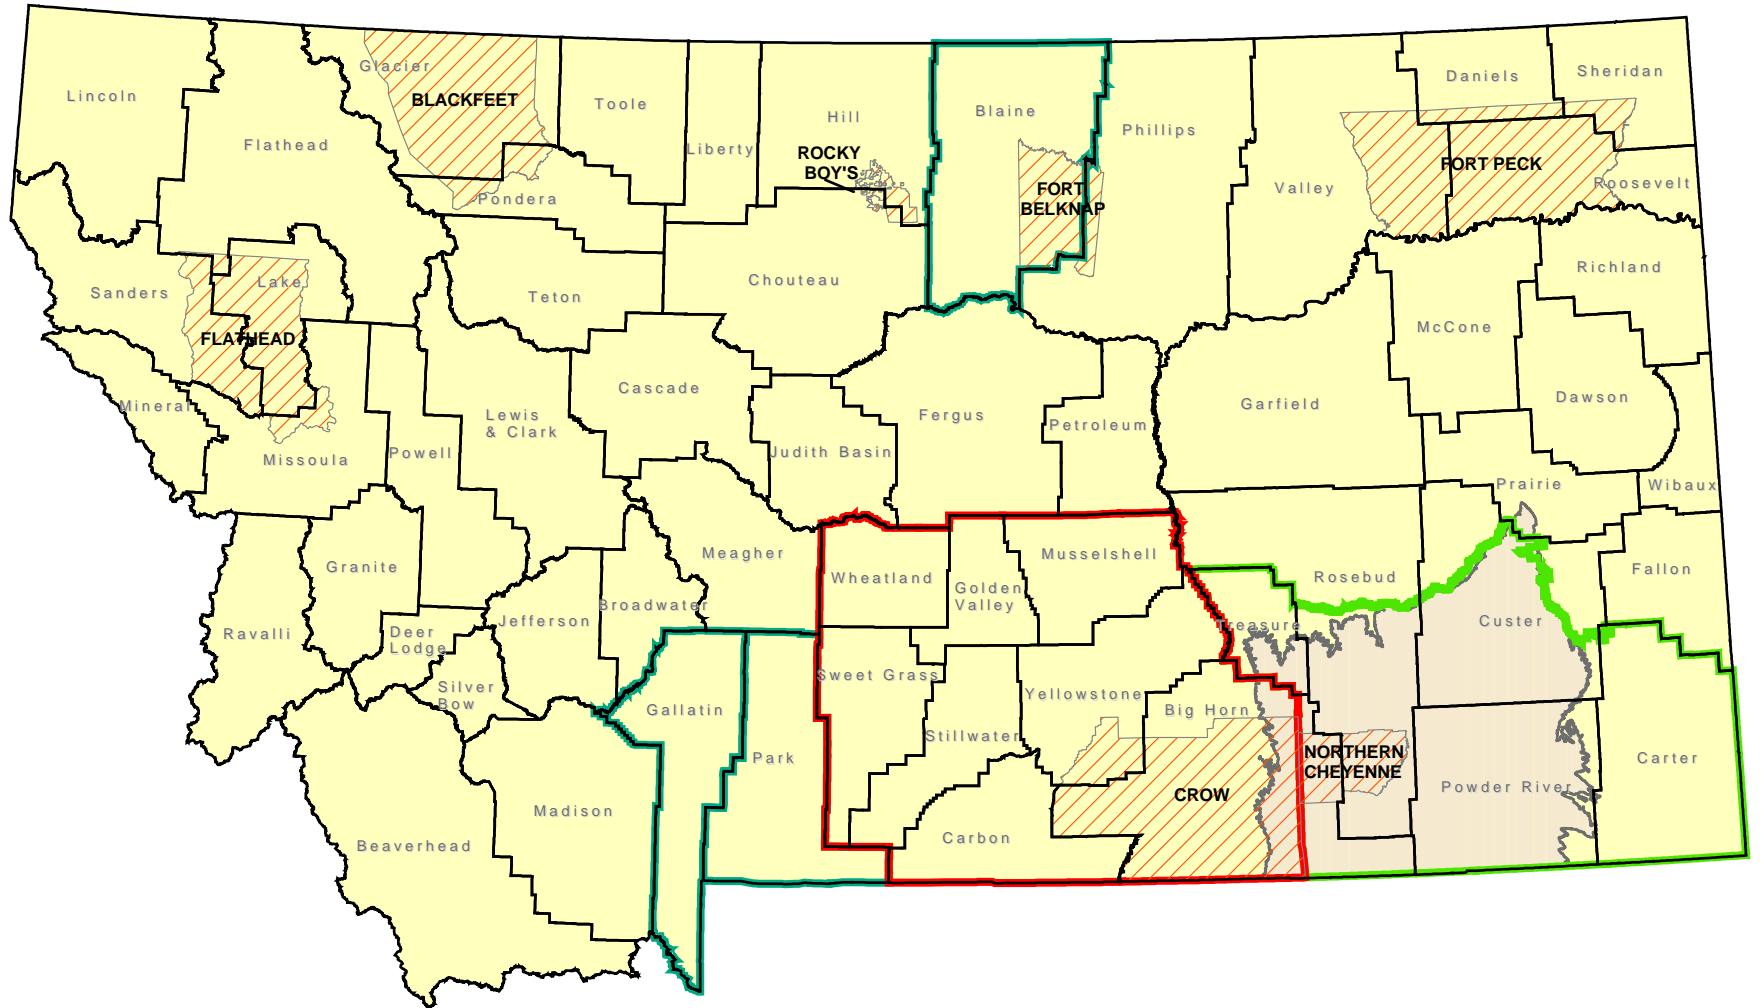 Lincoln
Flathead
Glacier
BLACKFEET
Toole
Liberty
Hill
ROCKY
BOY'S
Blaine
FORT
BELKNAP
Phillips
Valley
Daniels
Sheridan
FORT PECK
Roosevelt
Pondera
Sanders
Lake
FLATHEAD
Teton
Chouteau
Richland
McCone
Mineral
Missoula
Powell
Lewis
& Clark
Cascade
Judith Basin
Fergus
Petroleum
Garfield
Dawson
Prairie
Wibaux
Ravalli
Granite
Deer
Lodge
Silver
Bow
Jefferson
Broadwater
Meagher
Wheatland
Golden
Valley
Musselshell
Treasure
Rosebud
Custer
Fallon
Beaverhead
Madison
Gallatin
Park
Sweet Grass
Stillwater
Yellowstone
Big Horn
Carbon
CROW
NORTHERN
CHEYENNE
Powder River
Carter